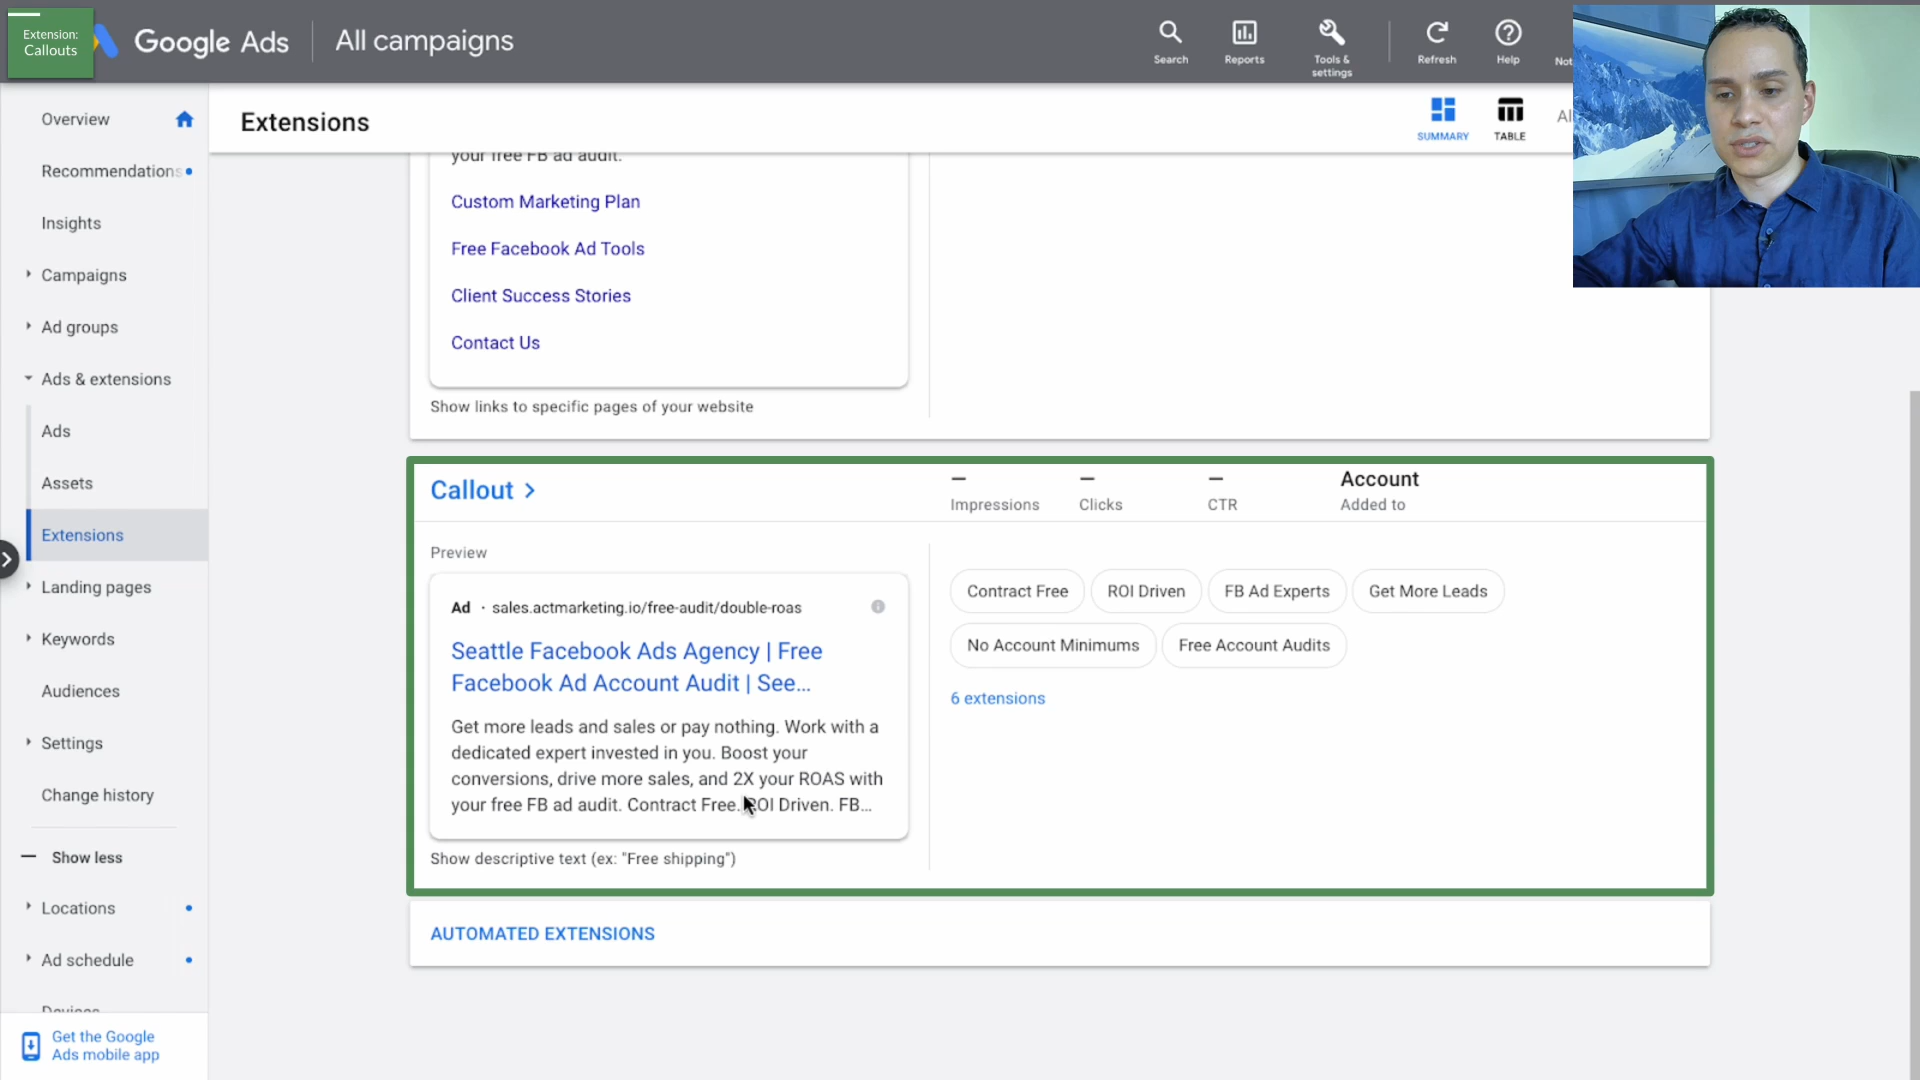 Extension:
Callouts
Google Ads
All campaigns
Search
Reports
Tools &
settings
Refresh
Help
Overview
Recommendations
Insights
Campaigns
Ad groups
Ads & extensions
Ads
Assets
Extensions
Landing pages
Keywords
Audiences
Settings
Change history
Show less
Locations
Ad schedule
Devices
Get the Google
Ads mobile app
Extensions
SUMMARY
TABLE
your free FB ad audit.
Custom Marketing Plan
Free Facebook Ad Tools
Client Success Stories
Contact Us
Show links to specific pages of your website
Callout
– Impressions
– Clicks
– CTR
Account
Added to
Preview
Ad · sales.actmarketing.io/free-audit/double-roas
Seattle Facebook Ads Agency | Free
Facebook Ad Account Audit | See...
Get more leads and sales or pay nothing. Work with a
dedicated expert invested in you. Boost your
conversions, drive more sales, and 2X your ROAS with
your free FB ad audit. Contract Free. ROI Driven. FB...
Show descriptive text (ex: "Free shipping")
Contract Free
ROI Driven
FB Ad Experts
Get More Leads
No Account Minimums
Free Account Audits
6 extensions
AUTOMATED EXTENSIONS